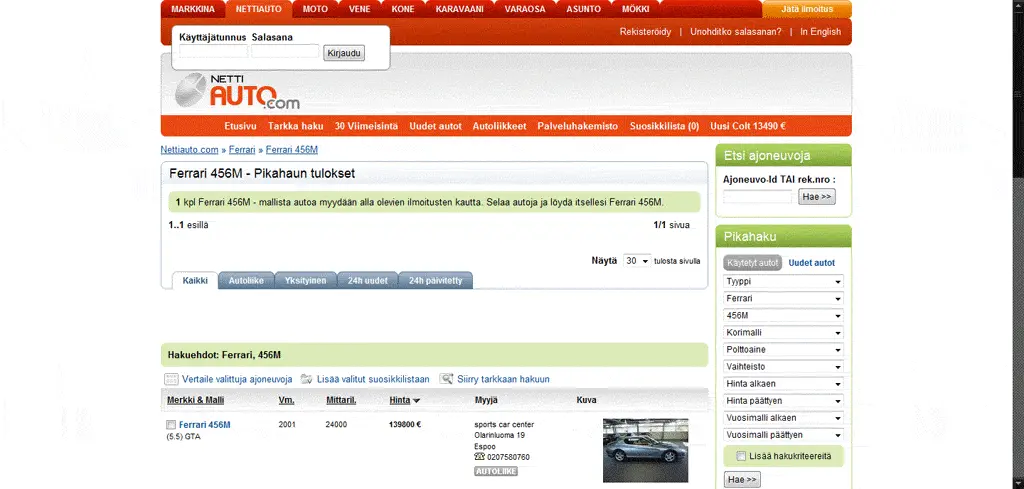 MARKKINA NETTIAUTO MOTO VENE KONE KARAVAANI VARAOSA ASUNTO MÖKKI Jätä ilmoitus
Käyttäjätunnus Salasana
Kirjaudu
Rekisteröidy | Unohditko salasanan? | In English
NETTI
AUTO.com
Etusivu Tarkka haku 30 Viimeisintä Uudet autot Autoliikkeet Palveluhakemisto Suosikkilista (0) Uusi Colt 13490 €
Nettiauto.com » Ferrari » Ferrari 456M
Ferrari 456M - Pikahaun tulokset
1 kpl Ferrari 456M - mallista autoa myydään alla olevien ilmoitusten kautta. Selaa autoja ja löydä itsellesi Ferrari 456M.
1..1 esillä 1/1 sivua
Näytä 30 tulosta sivulla
Kaikki Autoliike Yksityinen 24h uudet 24h päivitetty
Hakuehdot: Ferrari, 456M
Vertaile valittuja ajoneuvoja Lisää valitut suosikkilistaan Siirry tarkkaan hakuun
Merkki & Malli Vm. Mittaril. Hinta Myyjä Kuva
Ferrari 456M 2001 24000 139800 € sports car center
(5.5) GTA Olarinluoma 19
Espoo
0207580760
AUTOLIIKE
Etsi ajoneuvoja
Ajoneuvo-Id TAI rek.nro :
Hae >>
Pikahaku
Käytetyt autot Uudet autot
Tyyppi
Ferrari
456M
Korimalli
Polttoaine
Vaihteisto
Hinta alkaen
Hinta päättyen
Vuosimalli alkaen
Vuosimalli päättyen
Lisää hakukriteereitä
Hae >>